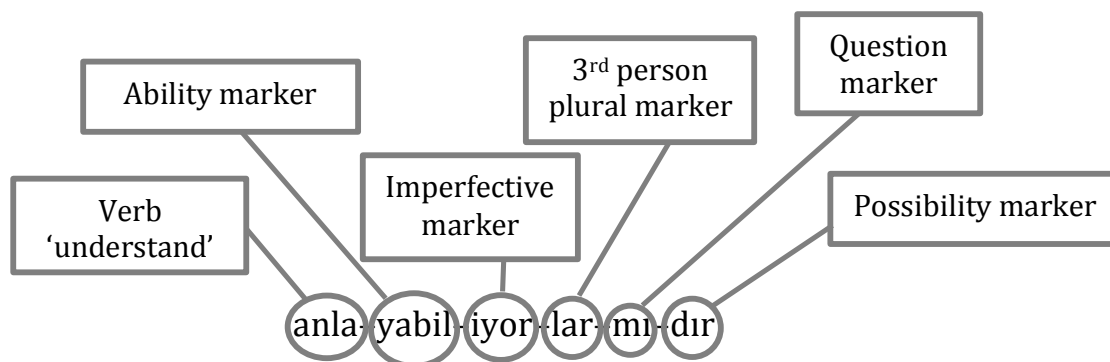 Question
marker
3rd person
plural marker
Ability marker
Imperfective
marker
Verb
‘understand’
Possibility marker
anla-yabil-iyor-lar-mı-dır